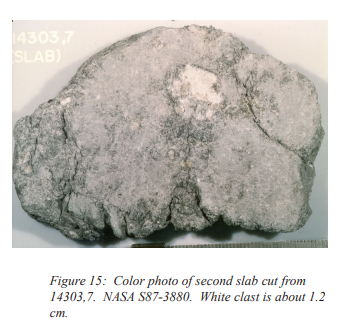 14303,7
(SLAB)
Figure 15: Color photo of second slab cut from
14303,7. NASA S87-3880. White clast is about 1.2
cm.